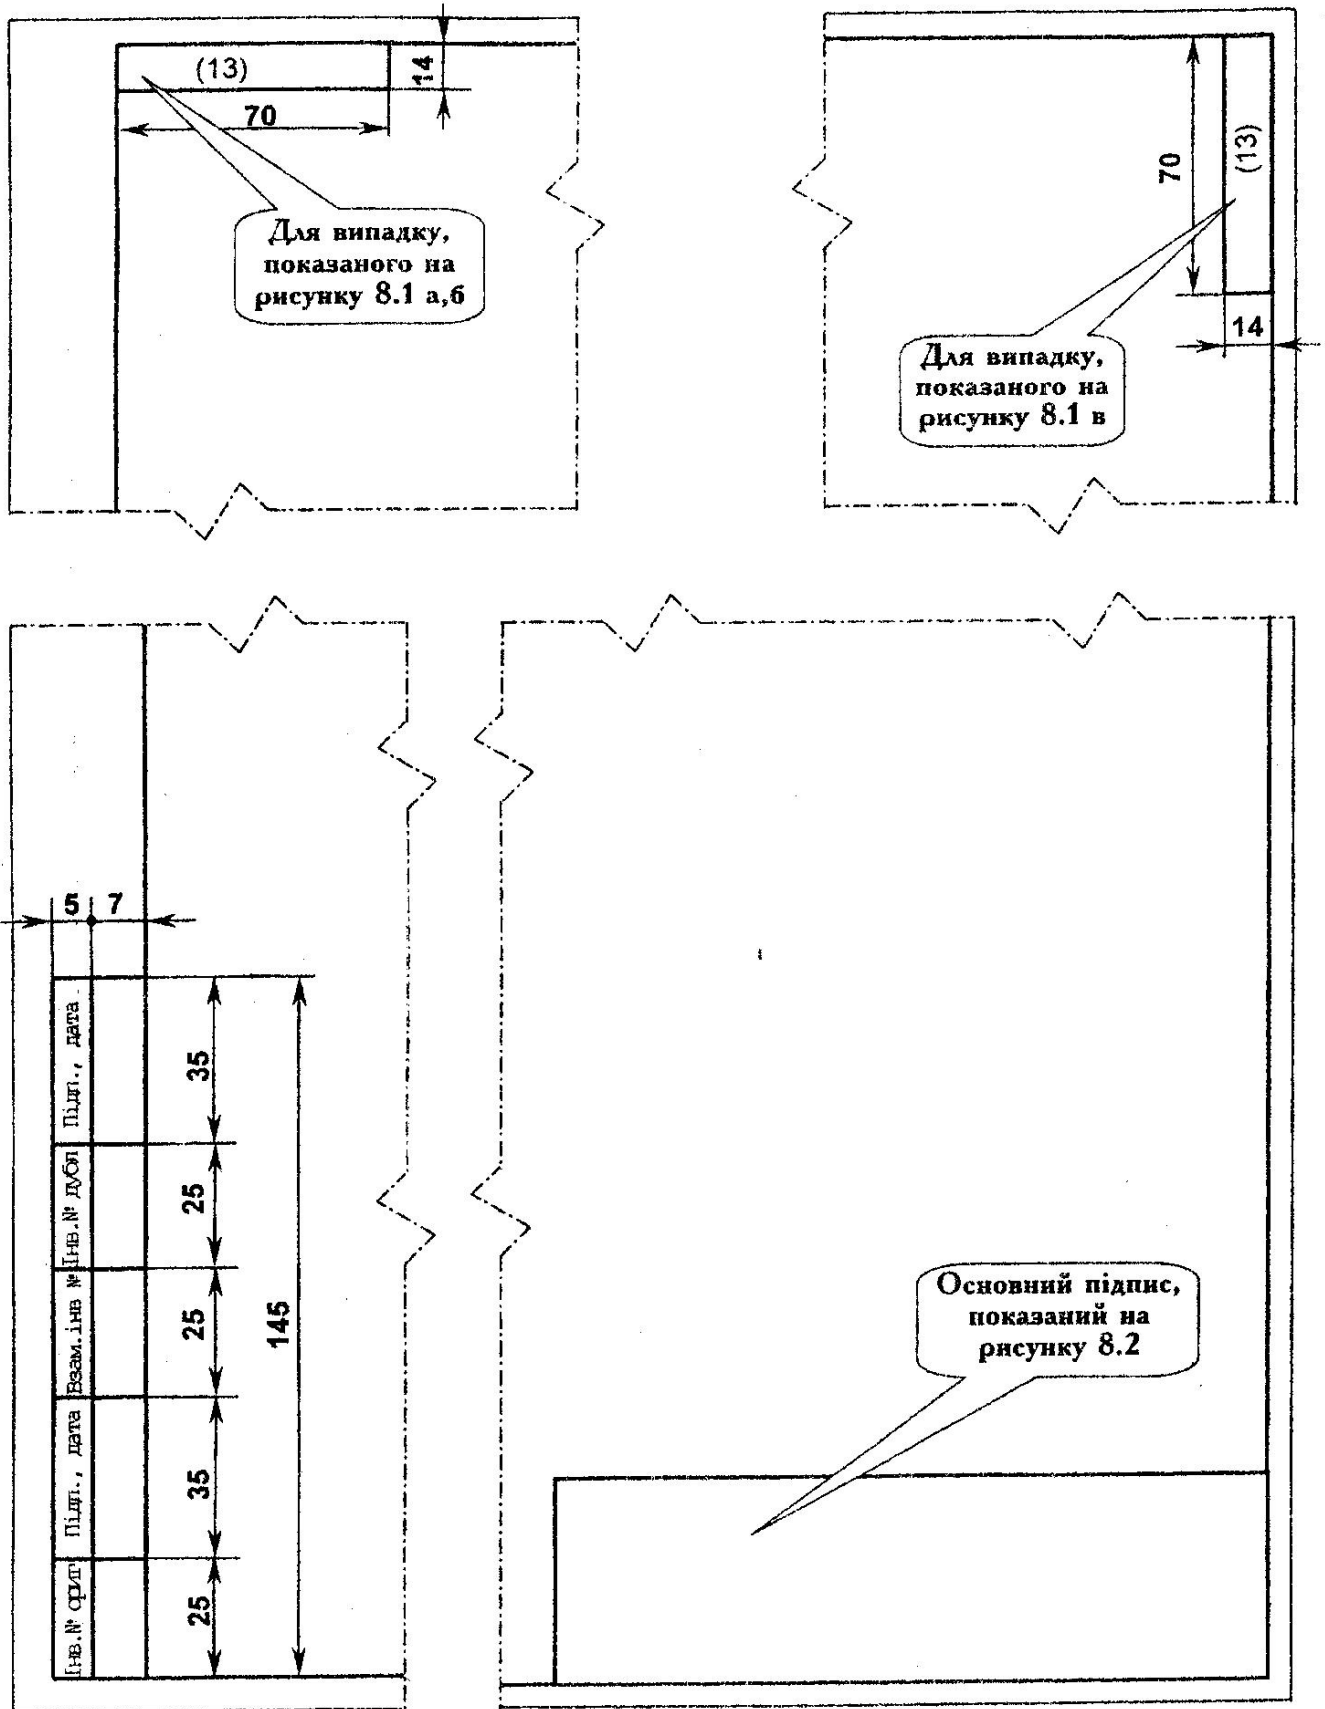 (13)
14
70
Для випадку,
показаного на
рисунку 8.1 а,б
70
(13)
14
Для випадку,
показаного на
рисунку 8.1 в
5 7
Підп., дата
35
Інв.№ дубл
25
Взам.інв №
25
145
Підп., дата
35
Інв.№ ориг
25
Основний підпис,
показаний на
рисунку 8.2